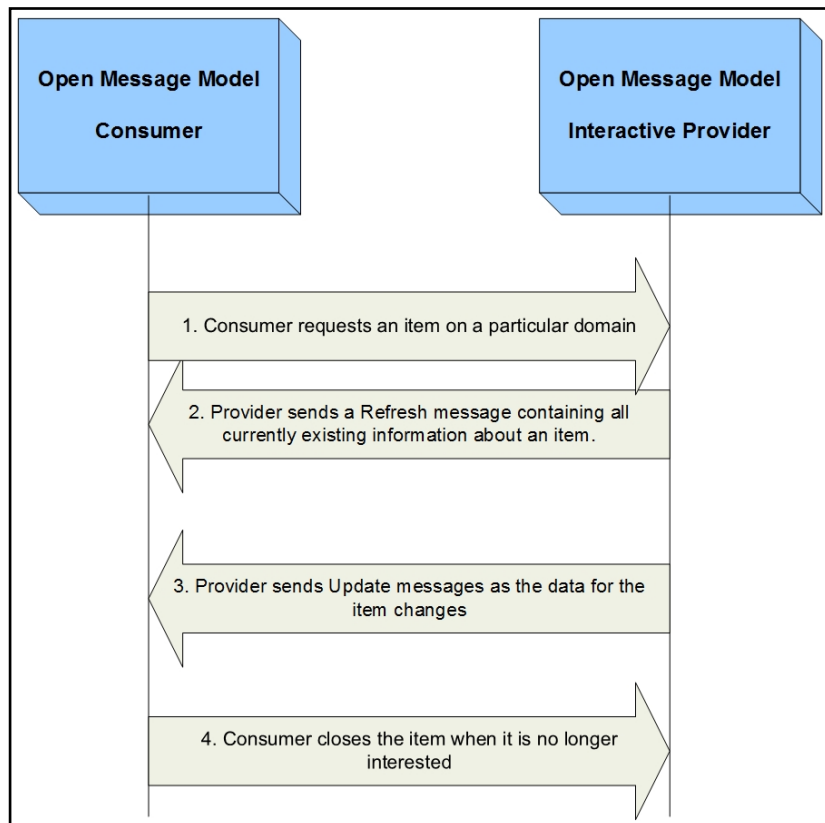 Open Message Model
Consumer
Open Message Model
Interactive Provider
1. Consumer requests an item on a particular domain
2. Provider sends a Refresh message containing all
currently existing information about an item.
3. Provider sends Update messages as the data for the
item changes
4. Consumer closes the item when it is no longer
interested